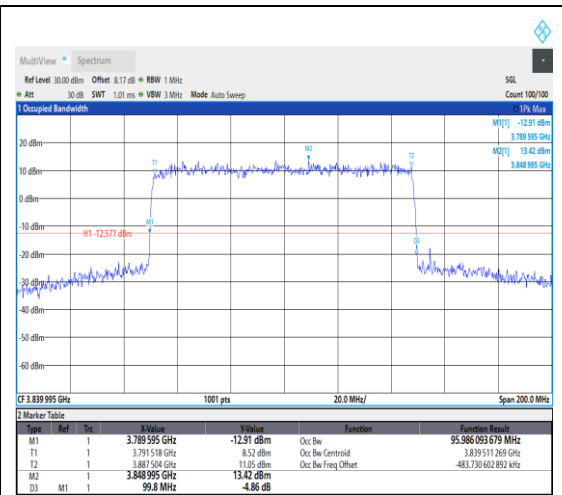 MultiView Spectrum
Ref Level 30.00 dBm Offset 8.17 dB RBW 1 MHz SGL
Att 30 dB SWT 1.01 ms VBW 3 MHz Mode Auto Sweep Count 100/100
1 Occupied Bandwidth 1Pk Max
M1[1] -12.91 dBm
3.789 595 GHz
M2[1] 13.42 dBm
3.848 995 GHz
20 dBm
M2
T1 T2
10 dBm
0 dBm
-10 dBm
M1
H1 -12.577 dBm
D3
-20 dBm
-30 dBm
-40 dBm
-50 dBm
-60 dBm
CF 3.839 995 GHz 1001 pts 20.0 MHz/ Span 200.0 MHz
2 Marker Table
Type Ref Trc X-Value Y-Value Function Function Result
M1 1 3.789 595 GHz -12.91 dBm Occ Bw 95.986 093 679 MHz
T1 1 3.791 518 GHz 8.52 dBm Occ Bw Centroid 3.839 511 269 GHz
T2 1 3.887 504 GHz 11.05 dBm Occ Bw Freq Offset -483.730 602 892 kHz
M2 1 3.848 995 GHz 13.42 dBm
D3 M1 1 99.8 MHz -4.86 dB